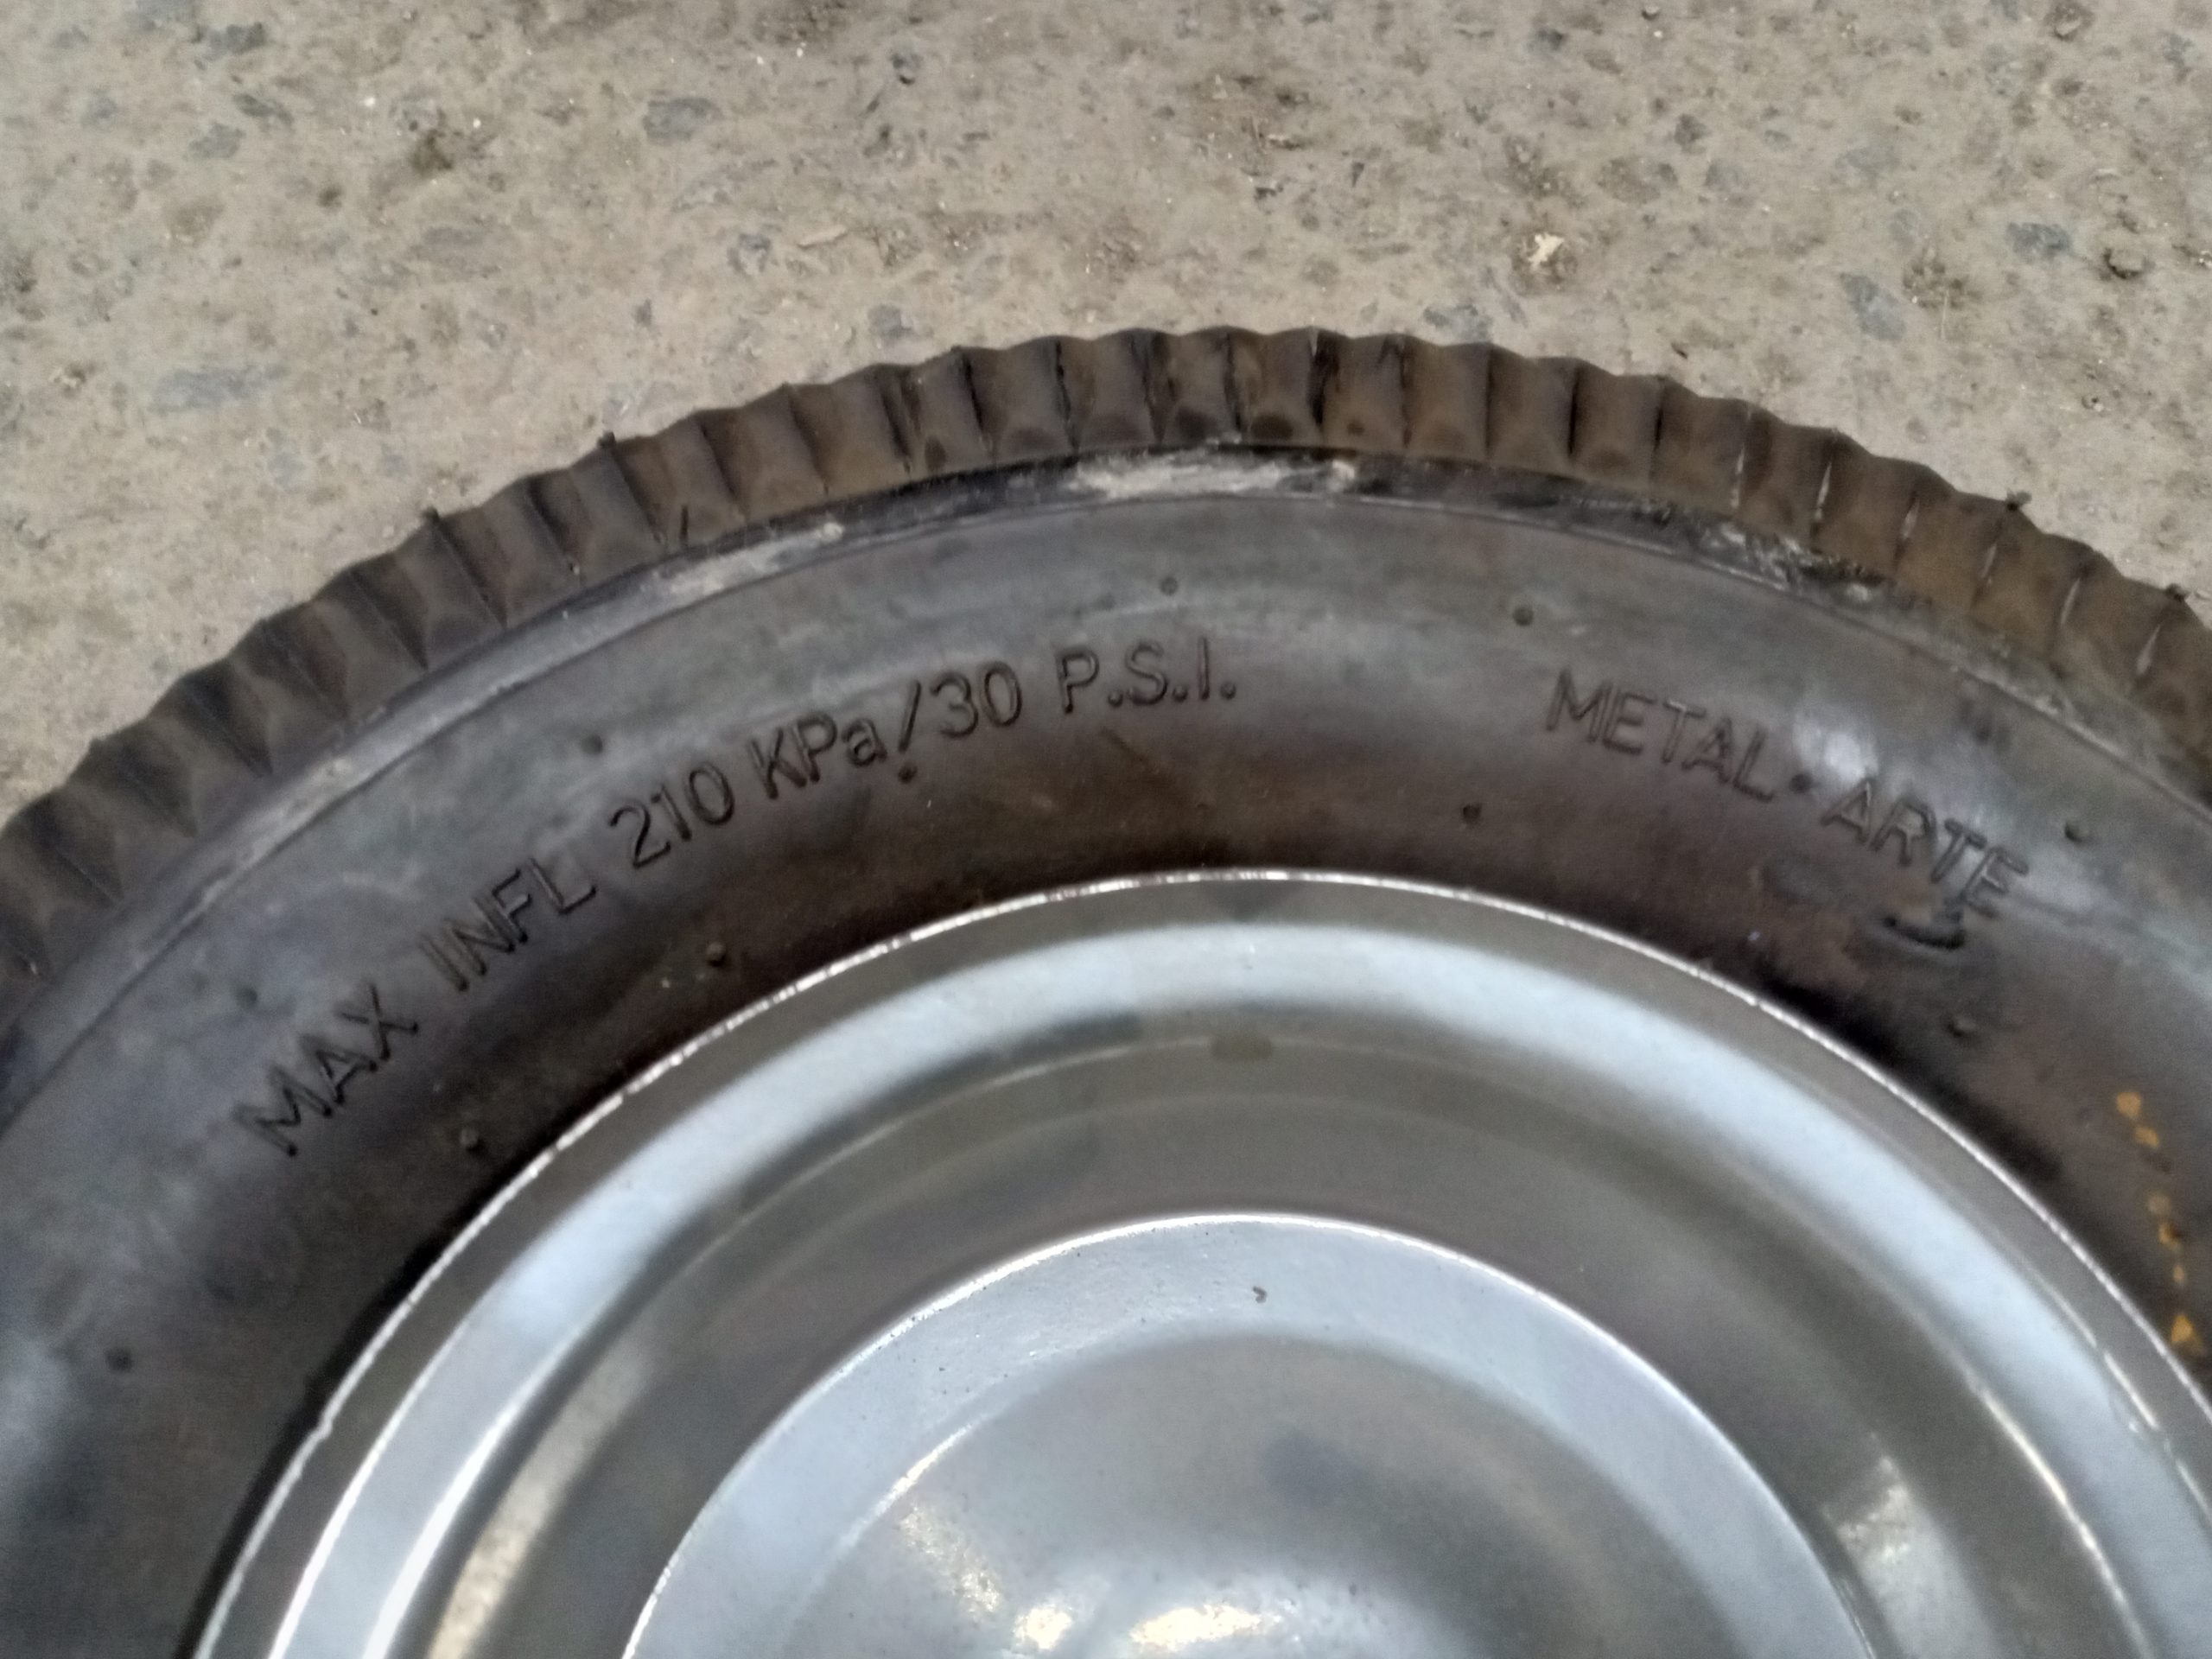 MAX INFL 210 KPa/30 P.S.I.
METAL·ARTE